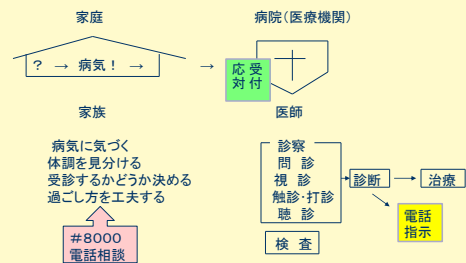 家庭
病院(医療機関)
? → 病気! → →
応 受
対 付
家族
医師
病気に気づく
体調を見分ける
受診するかどうか決める
過ごし方を工夫する
#8000
電話相談
診察
問 診
視 診
触診・打診
聴 診
検 査
診断
治療
電話
指示